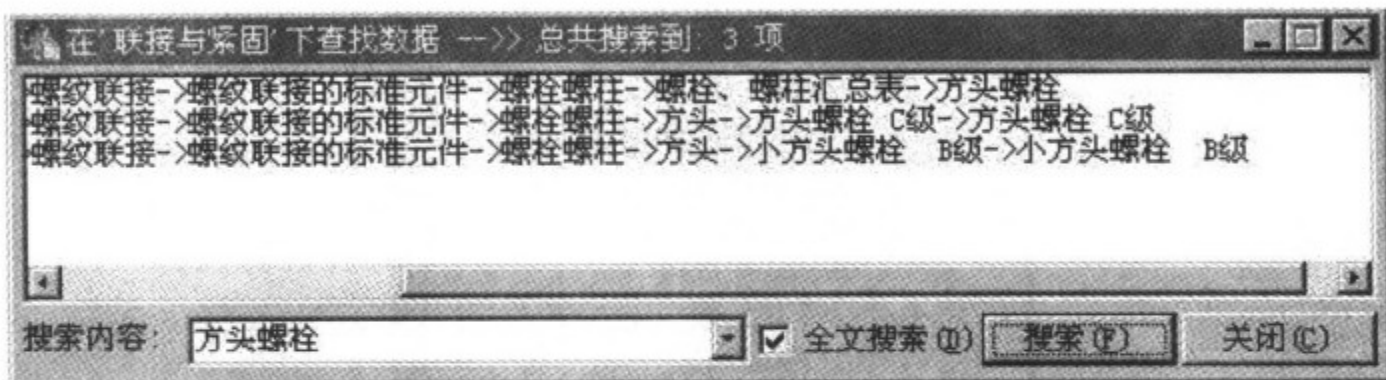 在'联接与紧固'下查找数据 -->> 总共搜索到: 3 项
螺纹联接->螺纹联接的标准元件->螺栓螺柱->螺栓、螺柱汇总表->方头螺栓
螺纹联接->螺纹联接的标准元件->螺栓螺柱->方头->方头螺栓 C级->方头螺栓 C级
螺纹联接->螺纹联接的标准元件->螺栓螺柱->方头->小方头螺栓 B级->小方头螺栓 B级
搜索内容: 方头螺栓 全文搜索(D) 搜索(F) 关闭(C)